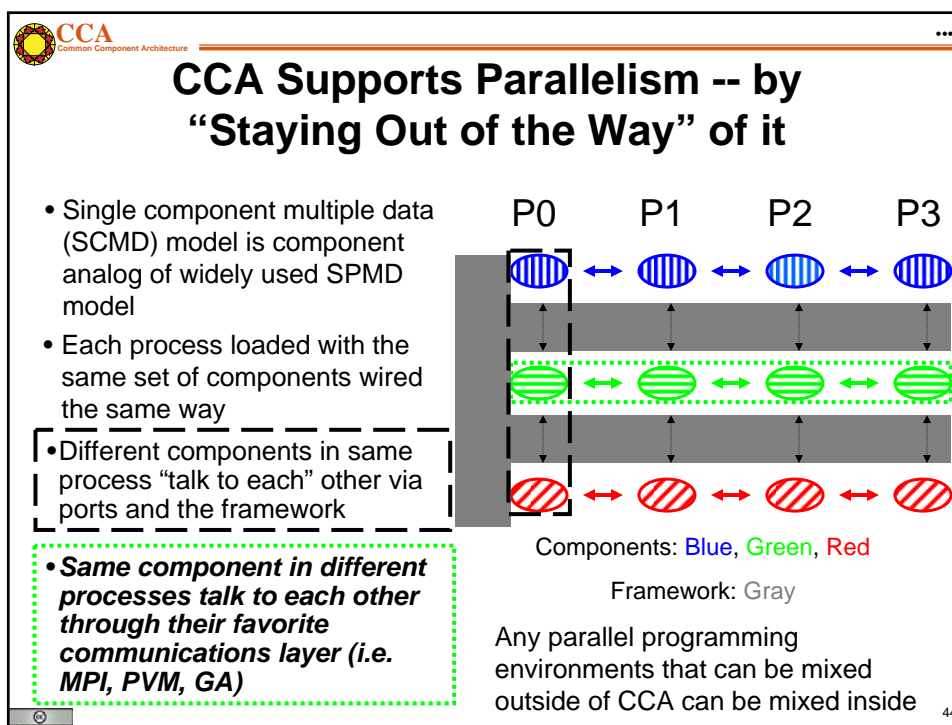 CCA
Common Component Architecture
CCA Supports Parallelism -- by
“Staying Out of the Way” of it
• Single component multiple data
(SCMD) model is component
analog of widely used SPMD
model
• Each process loaded with the
same set of components wired
the same way
•Different components in same
process “talk to each” other via
ports and the framework
•Same component in different
processes talk to each other
through their favorite
communications layer (i.e.
MPI, PVM, GA)
P0 P1 P2 P3
Components: Blue, Green, Red
Framework: Gray
Any parallel programming
environments that can be mixed
outside of CCA can be mixed inside
44